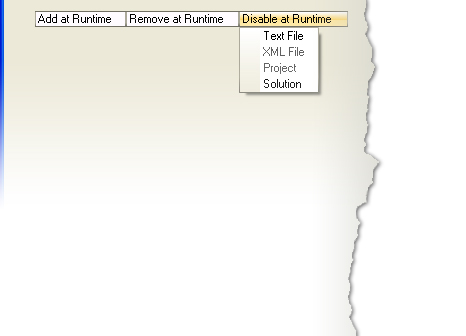 Add at Runtime Remove at Runtime Disable at Runtime
Text File
XML File
Project
Solution